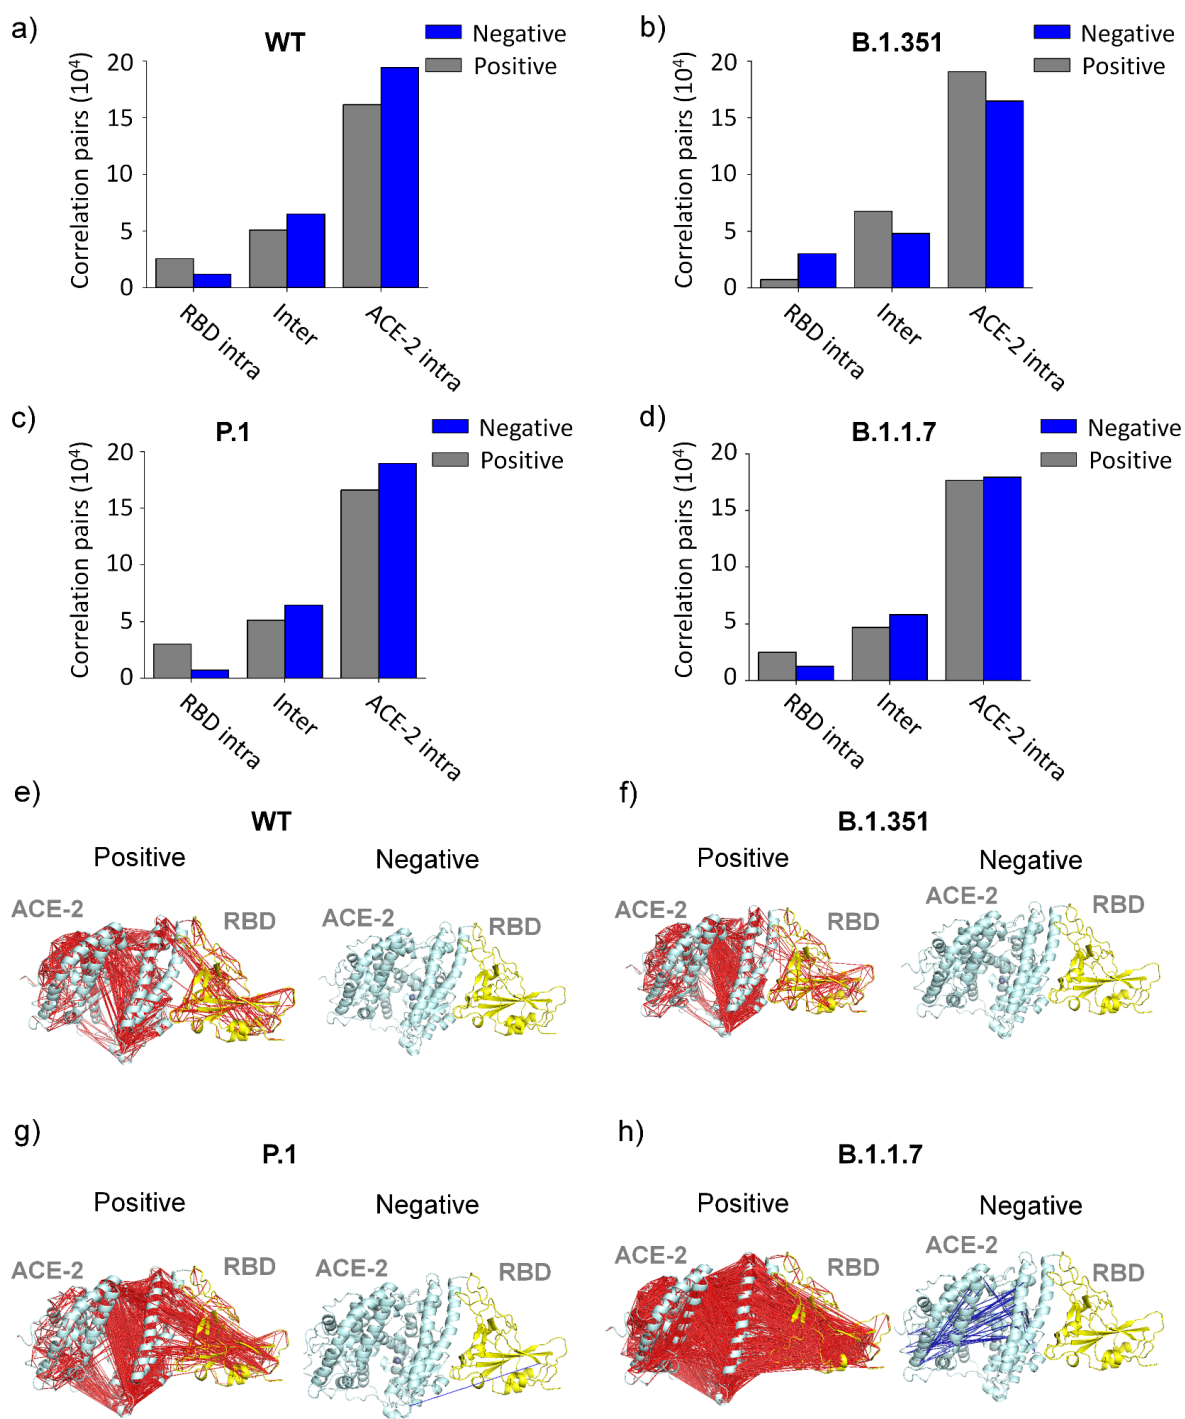 a)
WT
Negative
Positive
Correlation pairs (10⁴)
20
15
10
5
0
RBD intra
Inter
ACE-2 intra
b)
B.1.351
Negative
Positive
Correlation pairs (10⁴)
20
15
10
5
0
RBD intra
Inter
ACE-2 intra
c)
P.1
Negative
Positive
Correlation pairs (10⁴)
20
15
10
5
0
RBD intra
Inter
ACE-2 intra
d)
B.1.1.7
Negative
Positive
Correlation pairs (10⁴)
20
15
10
5
0
RBD intra
Inter
ACE-2 intra
e)
WT
Positive
Negative
ACE-2
RBD
ACE-2
RBD
f)
B.1.351
Positive
Negative
ACE-2
RBD
ACE-2
RBD
g)
P.1
Positive
Negative
ACE-2
RBD
ACE-2
RBD
h)
B.1.1.7
Positive
Negative
ACE-2
RBD
ACE-2
RBD